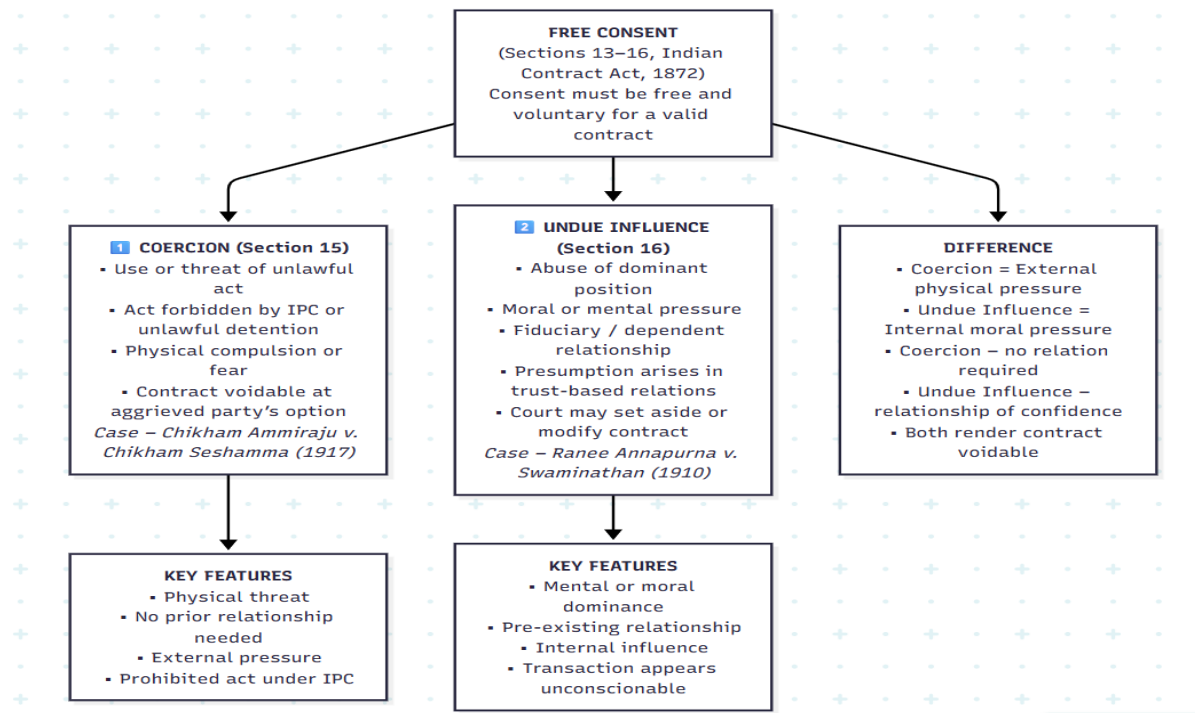 FREE CONSENT
(Sections 13–16, Indian
Contract Act, 1872)
Consent must be free and
voluntary for a valid
contract
1 COERCION (Section 15)
▪ Use or threat of unlawful
act
▪ Act forbidden by IPC or
unlawful detention
▪ Physical compulsion or
fear
▪ Contract voidable at
aggrieved party’s option
Case – Chikham Ammiraju v.
Chikham Seshamma (1917)
2 UNDUE INFLUENCE
(Section 16)
▪ Abuse of dominant
position
▪ Moral or mental pressure
▪ Fiduciary / dependent
relationship
▪ Presumption arises in
trust-based relations
▪ Court may set aside or
modify contract
Case – Ranee Annapurna v.
Swaminathan (1910)
DIFFERENCE
▪ Coercion = External
physical pressure
▪ Undue Influence =
Internal moral pressure
▪ Coercion – no relation
required
▪ Undue Influence –
relationship of confidence
▪ Both render contract
voidable
KEY FEATURES
▪ Physical threat
▪ No prior relationship
needed
▪ External pressure
▪ Prohibited act under IPC
KEY FEATURES
▪ Mental or moral
dominance
▪ Pre-existing relationship
▪ Internal influence
▪ Transaction appears
unconscionable